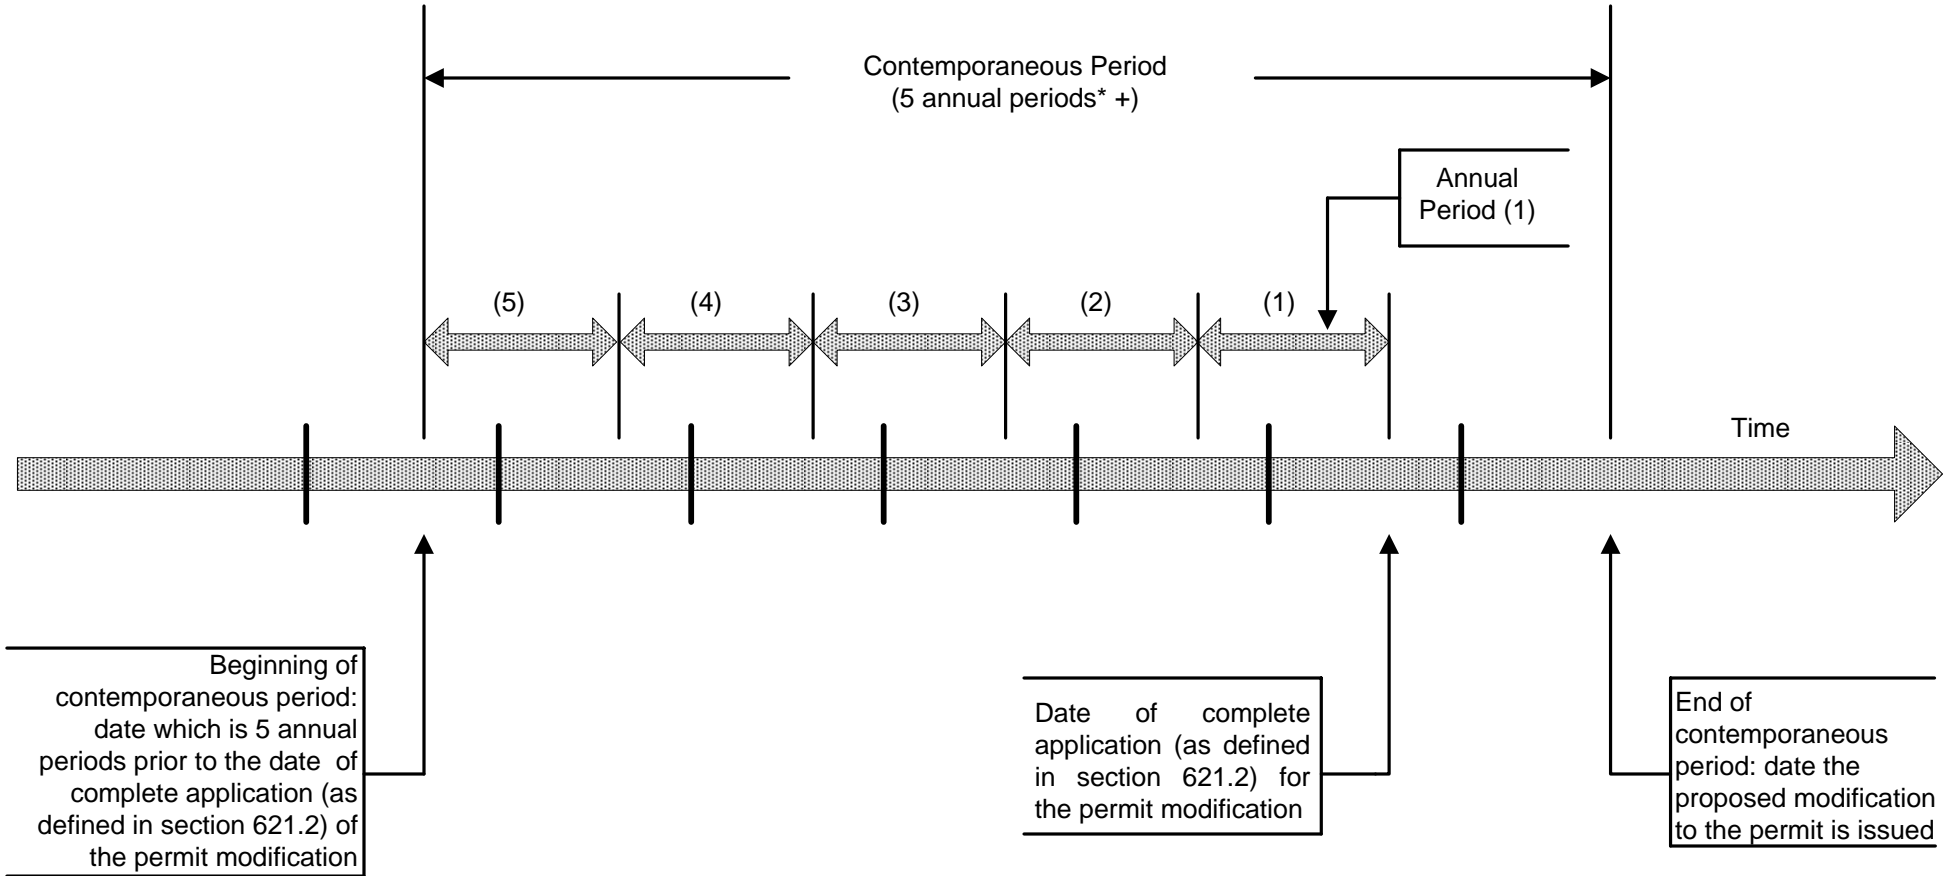 Contemporaneous Period
(5 annual periods* +)
Annual
Period (1)
(5)
(4)
(3)
(2)
(1)
Time
Beginning of
contemporaneous period:
date which is 5 annual
periods prior to the date of
complete application (as
defined in section 621.2) of
the permit modification
Date of complete
application (as defined
in section 621.2) for
the permit modification
End of
contemporaneous
period: date the
proposed modification
to the permit is issued